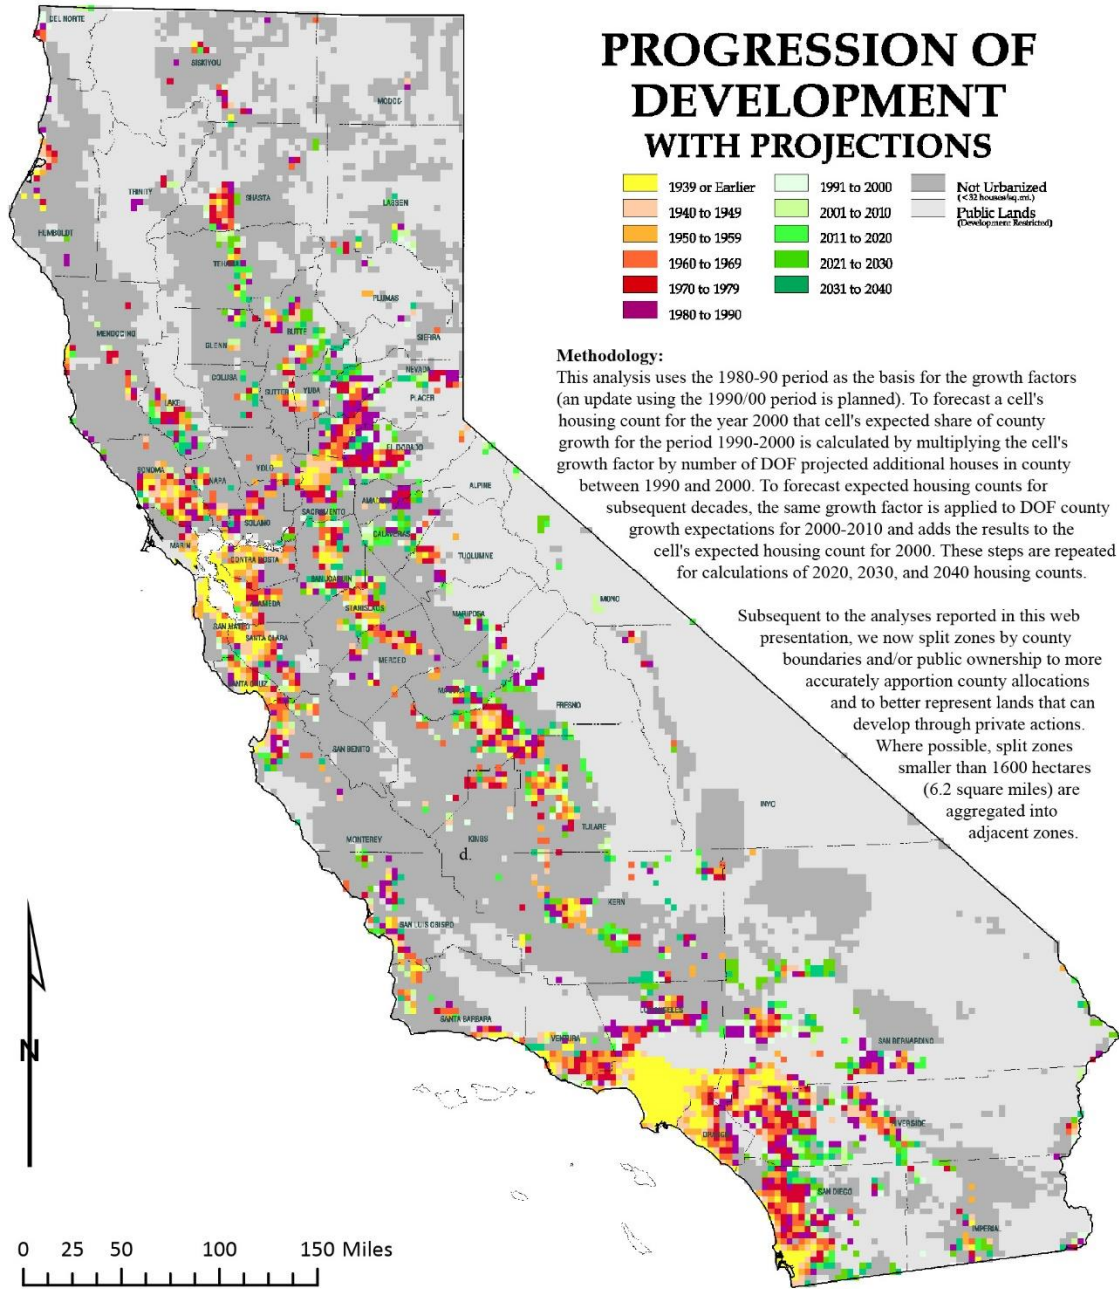 PROGRESSION OF
DEVELOPMENT
WITH PROJECTIONS
1939 or Earlier
1940 to 1949
1950 to 1959
1960 to 1969
1970 to 1979
1980 to 1990
1991 to 2000
2001 to 2010
2011 to 2020
2021 to 2030
2031 to 2040
Not Urbanized
(<32 houses/sq.mi.)
Public Lands
(Development Restricted)
Methodology:
This analysis uses the 1980-90 period as the basis for the growth factors
(an update using the 1990/00 period is planned). To forecast a cell's
housing count for the year 2000 that cell's expected share of county
growth for the period 1990-2000 is calculated by multiplying the cell's
growth factor by number of DOF projected additional houses in county
between 1990 and 2000. To forecast expected housing counts for
subsequent decades, the same growth factor is applied to DOF county
growth expectations for 2000-2010 and adds the results to the
cell's expected housing count for 2000. These steps are repeated
for calculations of 2020, 2030, and 2040 housing counts.
Subsequent to the analyses reported in this web
presentation, we now split zones by county
boundaries and/or public ownership to more
accurately apportion county allocations
and to better represent lands that can
develop through private actions.
Where possible, split zones
smaller than 1600 hectares
(6.2 square miles) are
aggregated into
adjacent zones.
DEL NORTE
SISKIYOU
MODOC
TRINITY
SHASTA
LASSEN
HUMBOLDT
TEHAMA
PLUMAS
MENDOCINO
BUTTE
SIERRA
GLENN
NEVADA
COLUSA
SUTTER
YUBA
PLACER
LAKE
EL DORADO
SONOMA
NAPA
YOLO
ALPINE
SACRAMENTO
AMADOR
SOLANO
CALAVERAS
MARIN
CONTRA COSTA
TUOLUMNE
SAN JOAQUIN
ALAMEDA
STANISLAUS
MONO
MARIPOSA
SAN MATEO
SANTA CLARA
MERCED
SANTA CRUZ
MADERA
FRESNO
SAN BENITO
INYO
TULARE
MONTEREY
KINGS
d.
KERN
SAN LUIS OBISPO
SANTA BARBARA
LOS ANGELES
VENTURA
SAN BERNARDINO
ORANGE
RIVERSIDE
SAN DIEGO
IMPERIAL
N
0 25 50 100 150 Miles